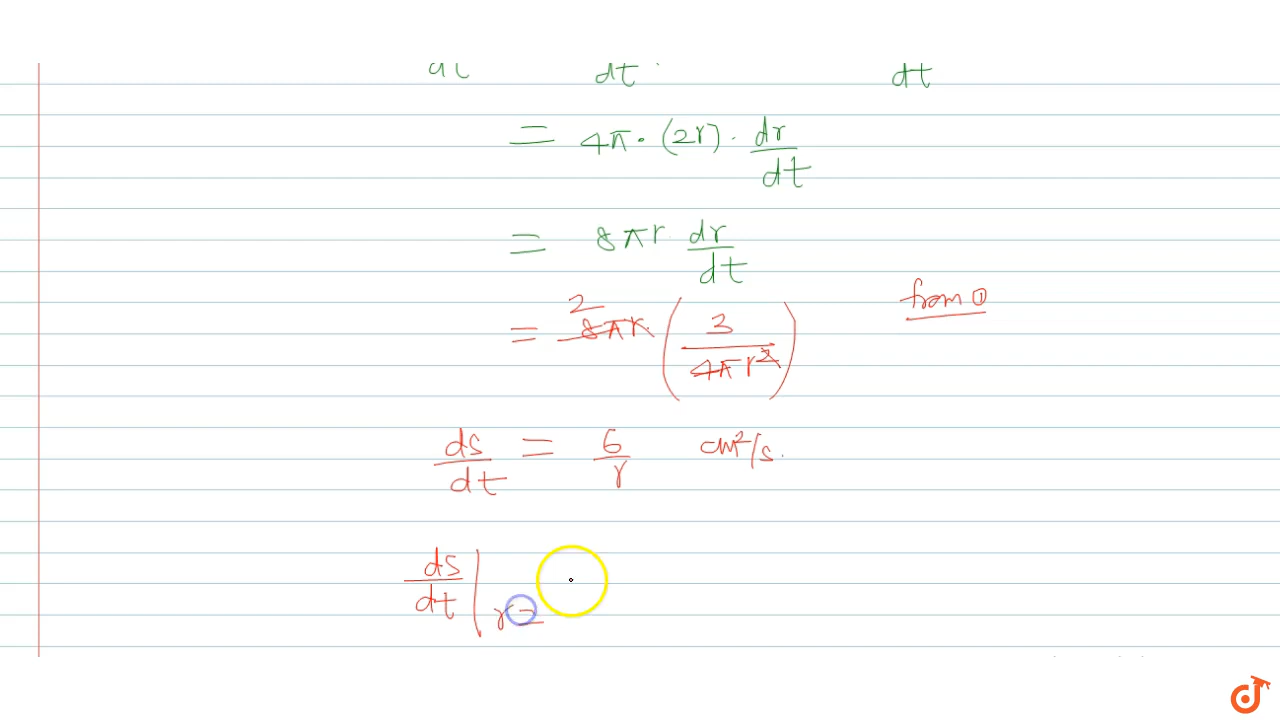 dt dt
= 4π · (2r) · dr/dt
= 8πr · dr/dt
from ①
= 2 8πr. (3/4πr²)
ds/dt = 6/r cm²/s.
ds/dt | r=